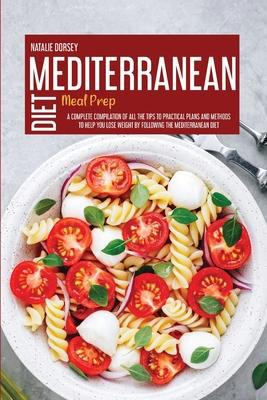 NATALIE DORSEY
MEDITERRANEAN
DIET
Meal Prep
A COMPLETE COMPILATION OF ALL THE TIPS TO PRACTICAL PLANS AND METHODS
TO HELP YOU LOSE WEIGHT BY FOLLOWING THE MEDITERRANEAN DIET